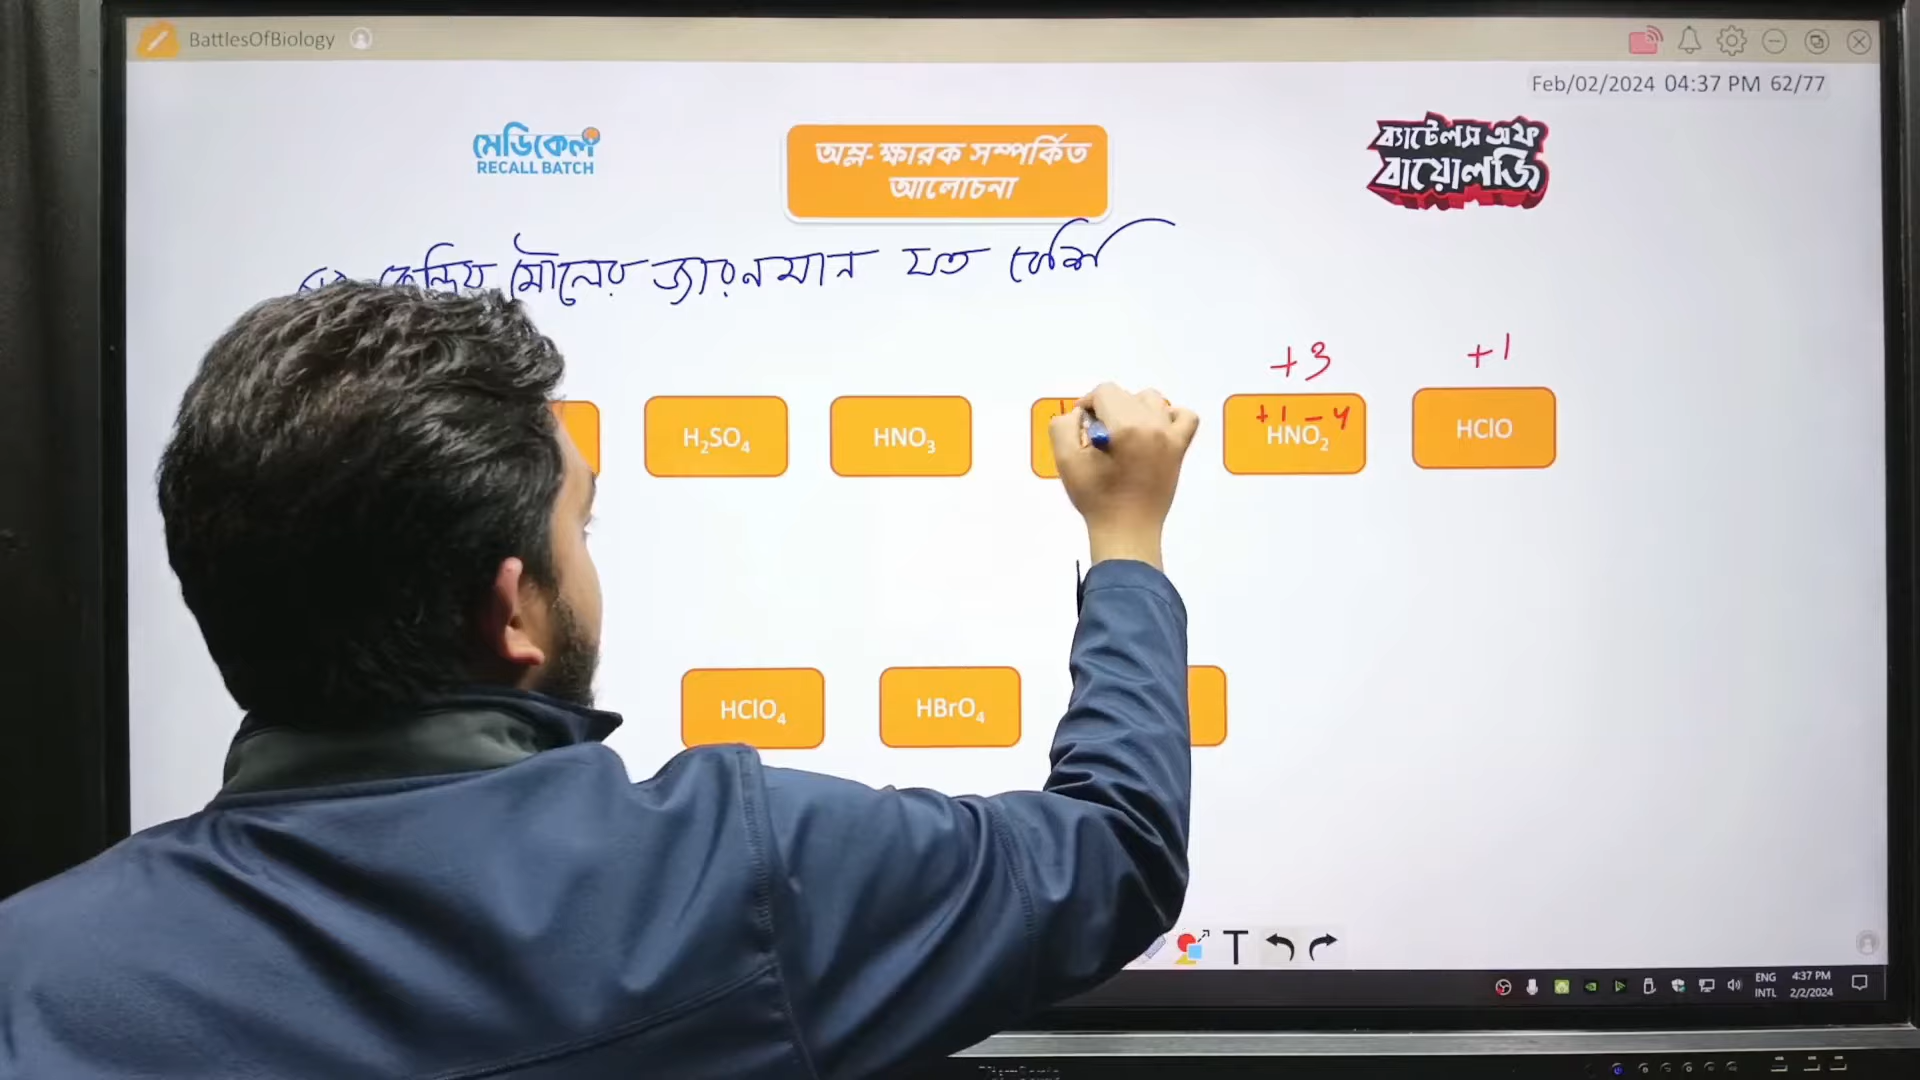 BattlesOfBiology
Feb/02/2024 04:37 PM 62/77
মেডিকেল
RECALL BATCH
অম্ল-ক্ষারক সম্পর্কিত
আলোচনা
ব্যাটেলস অফ
বায়োলজি
মৌলের জারনমান যত বেশি
+3
+1
H₂SO₄
HNO₃
+1 -4
HNO₂
HClO
HClO₄
HBrO₄
T
ENG
INTL
4:37 PM
2/2/2024